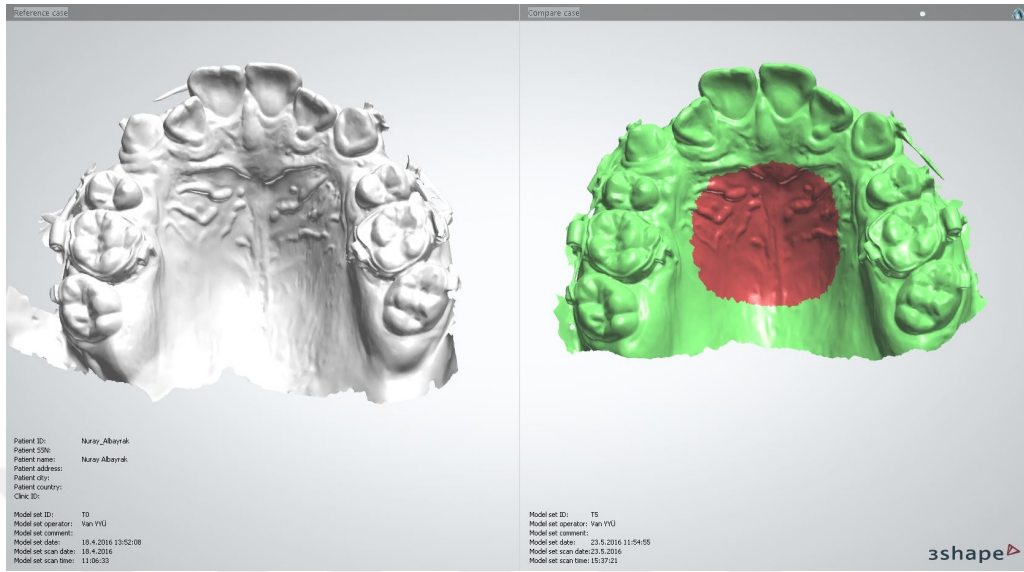 Reference case
Compare case
Patient ID: Nuray_Albayrak
Patient SSN:
Patient name: Nuray Albayrak
Patient address:
Patient city:
Patient country:
Clinic ID:
Model set ID: T0
Model set operator: Van YYÜ
Model set comment:
Model set date: 18.4.2016 13:52:08
Model set scan date: 18.4.2016
Model set scan time: 11:06:33
Model set ID: T5
Model set operator: Van YYÜ
Model set comment:
Model set date: 23.5.2016 11:54:55
Model set scan date: 23.5.2016
Model set scan time: 15:37:21
3shape